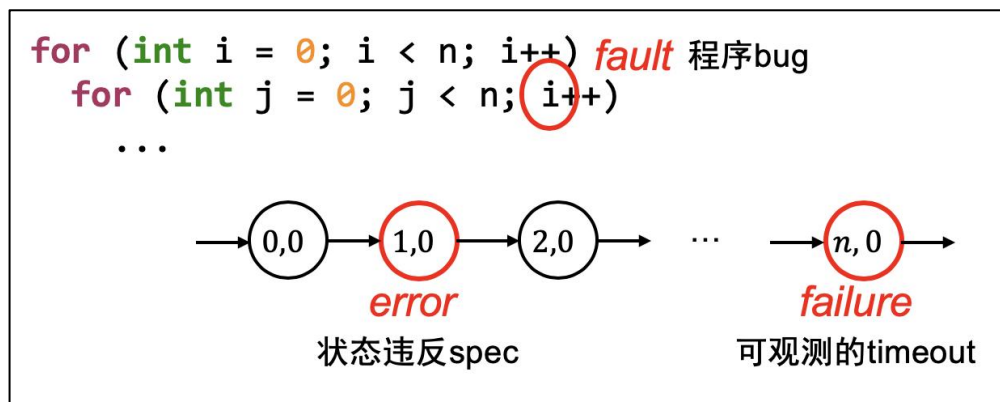 for (int i = 0; i < n; i++) fault 程序bug
for (int j = 0; j < n; i++)
...
0,0 1,0 2,0 ... n,0
error failure
状态违反spec 可观测的timeout